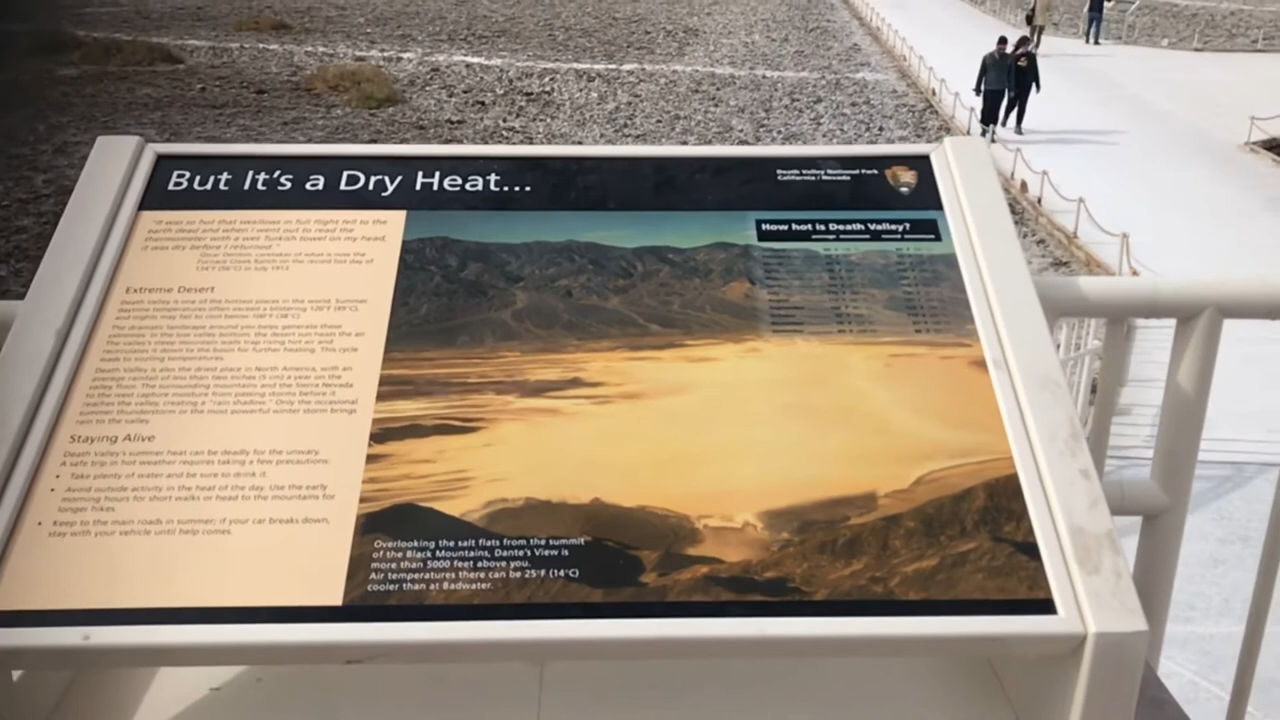 But It's a Dry Heat...
Death Valley National Park
California / Nevada
"It was so hot that swallows in full flight fell to the
earth dead and when I went out to read the
thermometer with a wet Turkish towel on my head,
it was dry before I returned."
Oscar Denton, caretaker of what is now the
Furnace Creek Ranch on the record hot day of
134°F (56°C) in July 1913
Extreme Desert
Death Valley is one of the hottest places in the world. Summer
daytime temperatures often exceed a blistering 120°F (49°C),
and nights may fail to cool below 100°F (38°C).
The dramatic landscape around you helps generate these
extremes. In the low valley bottom, the desert sun heats the air.
The valley's steep mountain walls trap rising hot air and
recirculates it down to the basin for further heating. This cycle
leads to sizzling temperatures.
Death Valley is also the driest place in North America, with an
average rainfall of less than two inches (5 cm) a year on the
valley floor. The surrounding mountains and the Sierra Nevada
to the west capture moisture from passing storms before it
reaches the valley, creating a "rain shadow." Only the occasional
summer thunderstorm or the most powerful winter storm brings
rain to the valley.
Staying Alive
Death Valley's summer heat can be deadly for the unwary.
A safe trip in hot weather requires taking a few precautions:
• Take plenty of water and be sure to drink it.
• Avoid outside activity in the heat of the day. Use the early
morning hours for short walks or head to the mountains for
longer hikes.
• Keep to the main roads in summer; if your car breaks down,
stay with your vehicle until help comes.
How hot is Death Valley?
Overlooking the salt flats from the summit
of the Black Mountains, Dante's View is
more than 5000 feet above you.
Air temperatures there can be 25°F (14°C)
cooler than at Badwater.